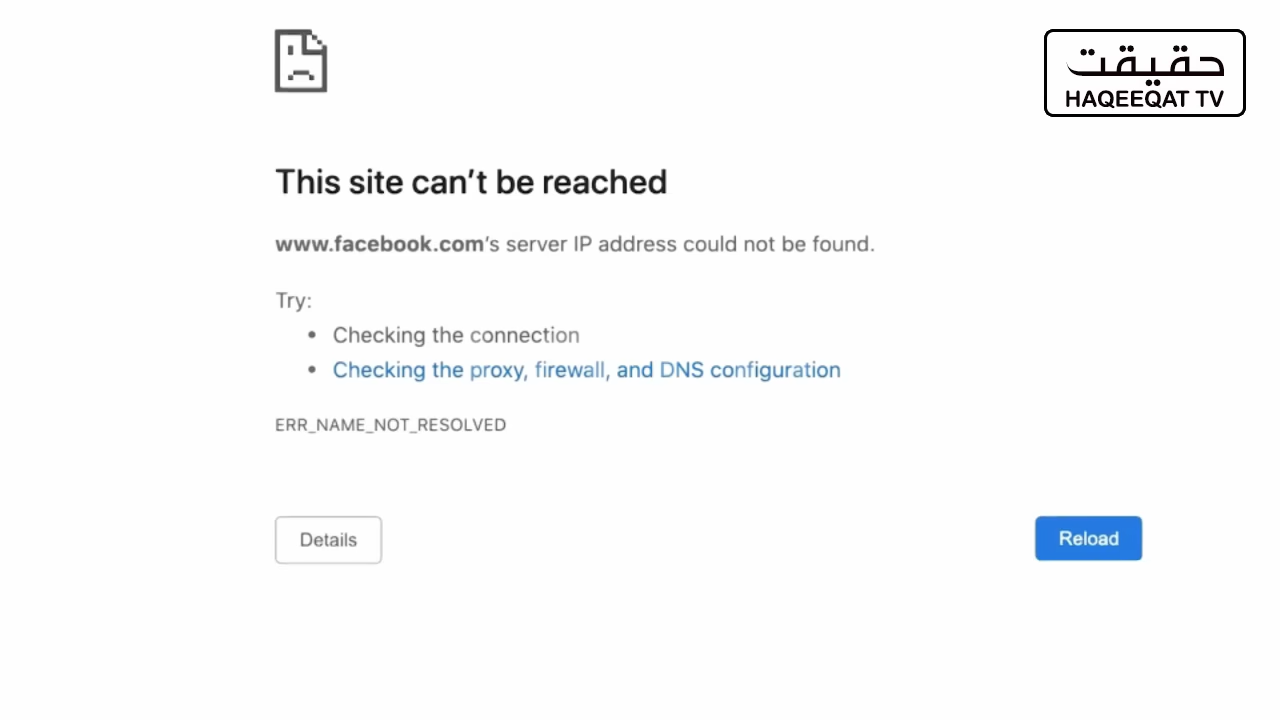 حقيقت
HAQEEQAT TV
This site can't be reached
www.facebook.com's server IP address could not be found.
Try:
• Checking the connection
• Checking the proxy, firewall, and DNS configuration
ERR_NAME_NOT_RESOLVED
Details
Reload